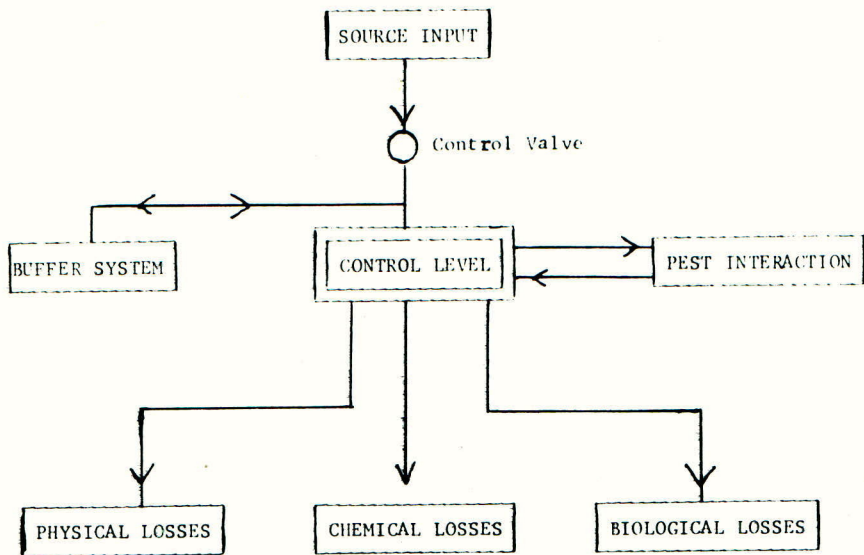 SOURCE INPUT
Control Valve
BUFFER SYSTEM
CONTROL LEVEL
PEST INTERACTION
PHYSICAL LOSSES
CHEMICAL LOSSES
BIOLOGICAL LOSSES